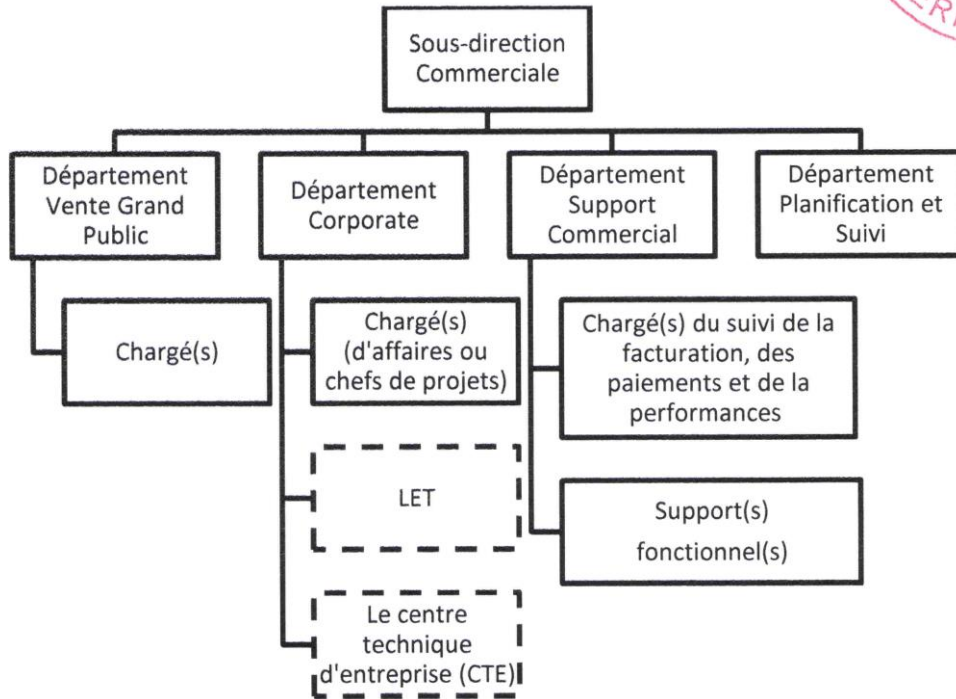 Sous-direction
Commerciale
Département
Vente Grand
Public
Département
Corporate
Département
Support
Commercial
Département
Planification et
Suivi
Chargé(s)
Chargé(s)
(d'affaires ou
chefs de projets)
Chargé(s) du suivi de la
facturation, des
paiements et de la
performances
LET
Support(s)
fonctionnel(s)
Le centre
technique
d'entreprise (CTE)